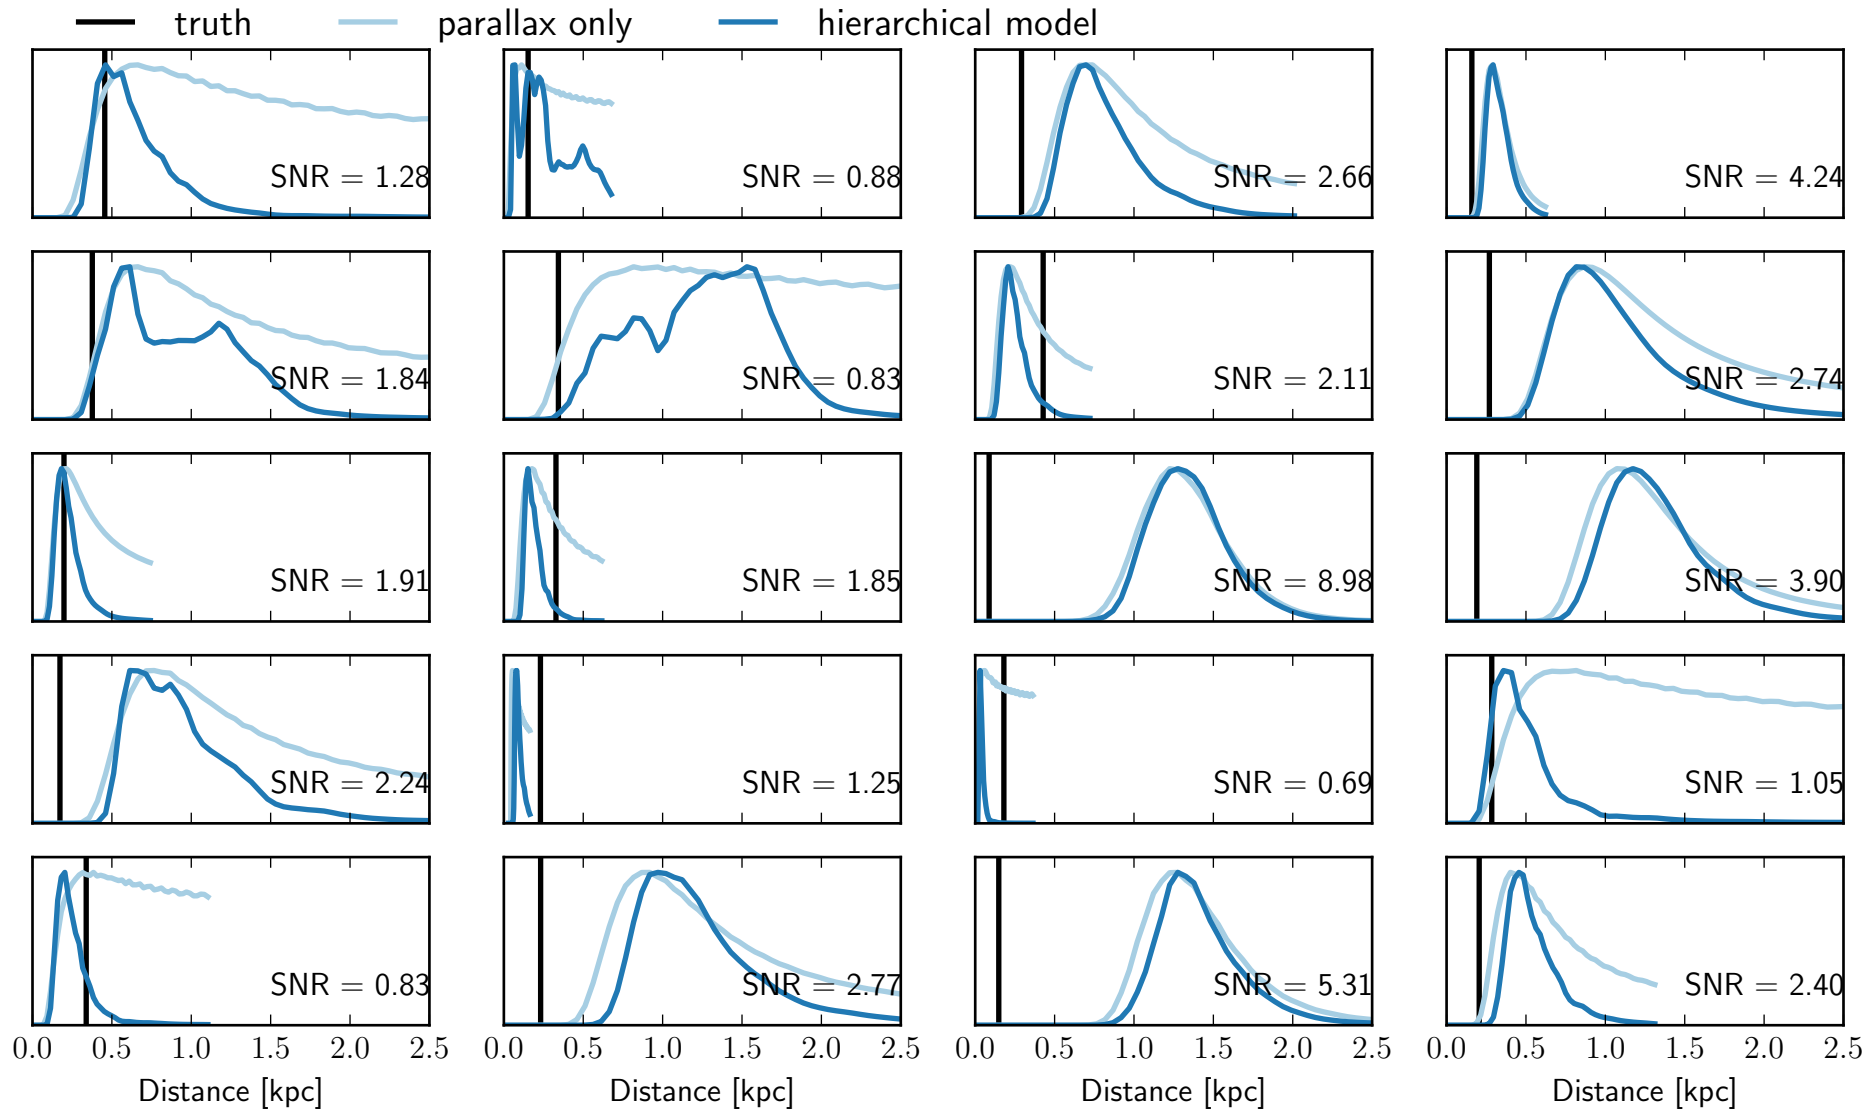 truth parallax only hierarchical model
SNR = 1.28 SNR = 0.88 SNR = 2.66 SNR = 4.24
SNR = 1.84 SNR = 0.83 SNR = 2.11 SNR = 2.74
SNR = 1.91 SNR = 1.85 SNR = 8.98 SNR = 3.90
SNR = 2.24 SNR = 1.25 SNR = 0.69 SNR = 1.05
SNR = 0.83 SNR = 2.77 SNR = 5.31 SNR = 2.40
0.0 0.5 1.0 1.5 2.0 2.5 0.0 0.5 1.0 1.5 2.0 2.5 0.0 0.5 1.0 1.5 2.0 2.5 0.0 0.5 1.0 1.5 2.0 2.5
Distance [kpc] Distance [kpc] Distance [kpc] Distance [kpc]